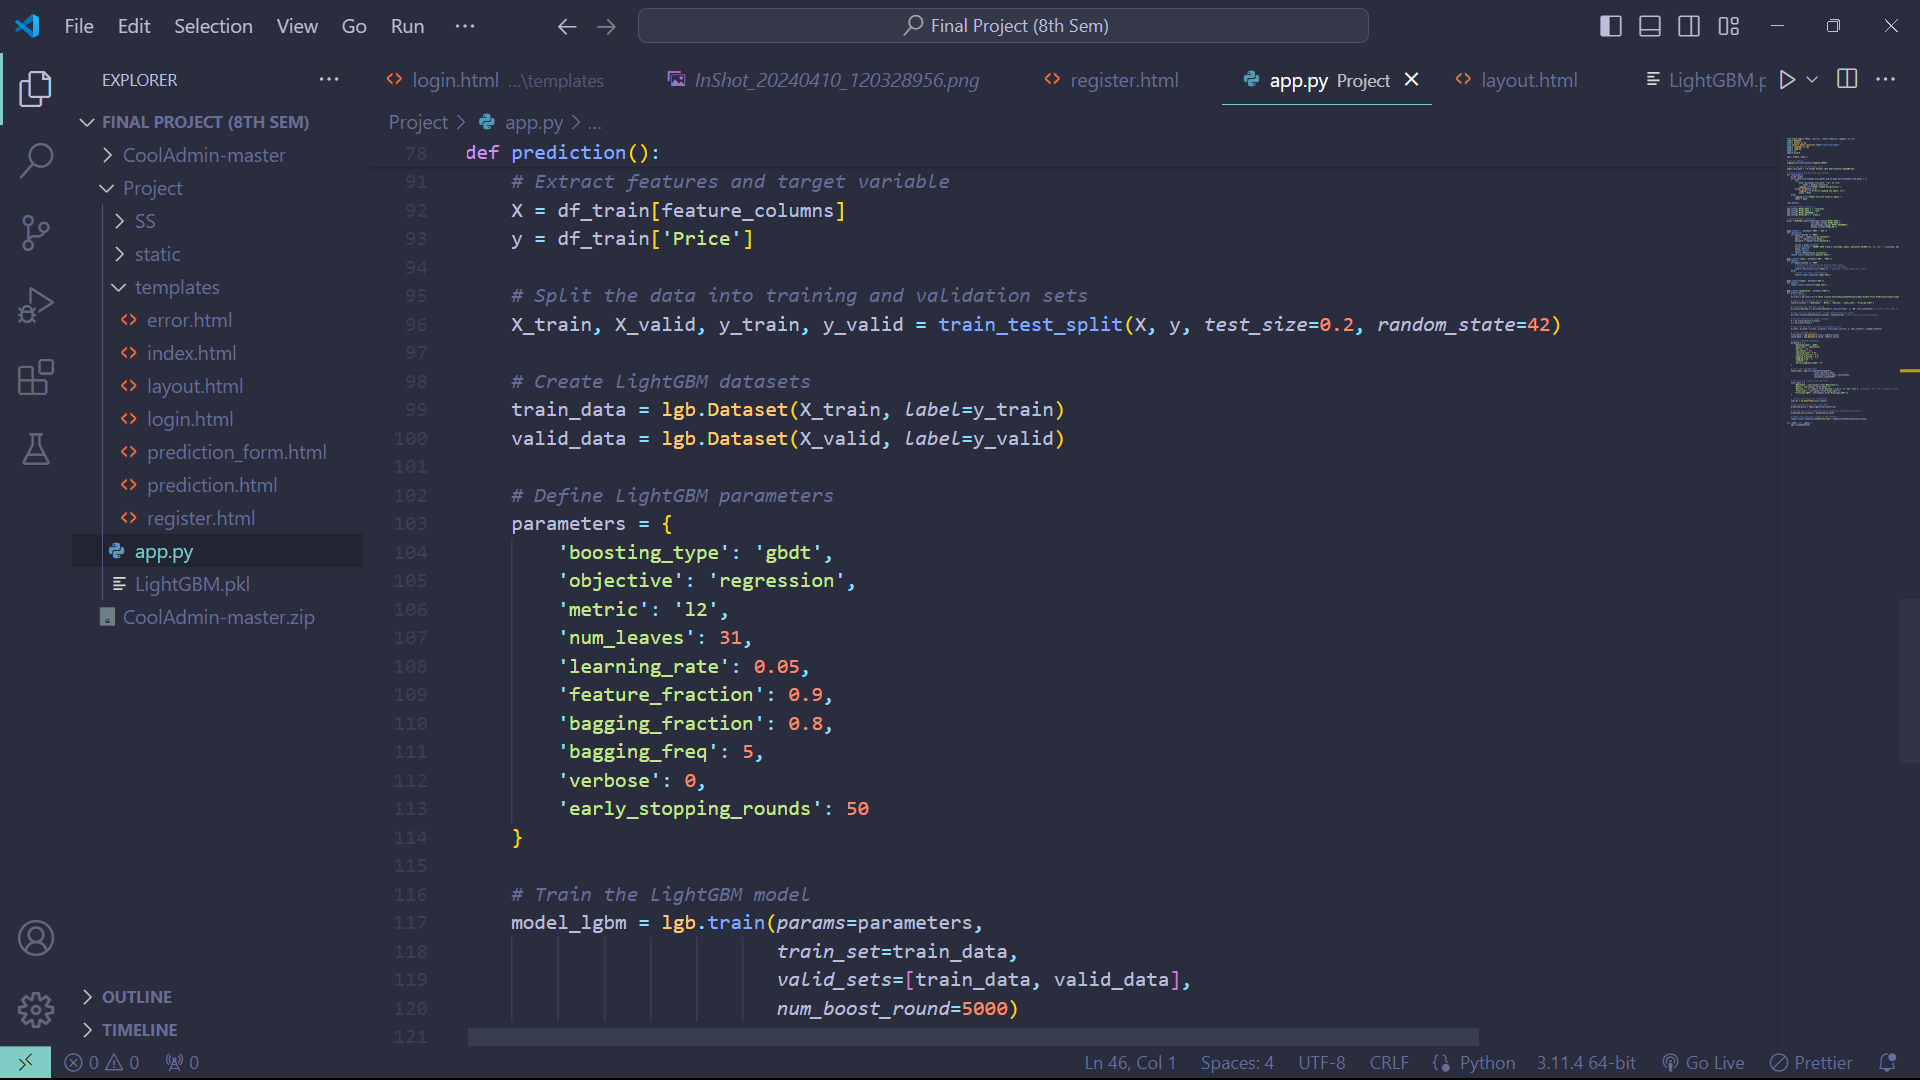 File Edit Selection View Go Run ... Final Project (8th Sem)
EXPLORER ...
login.html ...\templates InShot_20240410_120328956.png register.html app.py Project layout.html LightGBM.p
Project > app.py > ...
FINAL PROJECT (8TH SEM)
CoolAdmin-master
Project
SS
static
templates
error.html
index.html
layout.html
login.html
prediction_form.html
prediction.html
register.html
app.py
LightGBM.pkl
CoolAdmin-master.zip
OUTLINE
TIMELINE
78 def prediction():
91 # Extract features and target variable
92 X = df_train[feature_columns]
93 y = df_train['Price']
94
95 # Split the data into training and validation sets
96 X_train, X_valid, y_train, y_valid = train_test_split(X, y, test_size=0.2, random_state=42)
97
98 # Create LightGBM datasets
99 train_data = lgb.Dataset(X_train, label=y_train)
100 valid_data = lgb.Dataset(X_valid, label=y_valid)
101
102 # Define LightGBM parameters
103 parameters = {
104 'boosting_type': 'gbdt',
105 'objective': 'regression',
106 'metric': 'l2',
107 'num_leaves': 31,
108 'learning_rate': 0.05,
109 'feature_fraction': 0.9,
110 'bagging_fraction': 0.8,
111 'bagging_freq': 5,
112 'verbose': 0,
113 'early_stopping_rounds': 50
114 }
115
116 # Train the LightGBM model
117 model_lgbm = lgb.train(params=parameters,
118 train_set=train_data,
119 valid_sets=[train_data, valid_data],
120 num_boost_round=5000)
121
0 0 0 Ln 46, Col 1 Spaces: 4 UTF-8 CRLF Python 3.11.4 64-bit Go Live Prettier